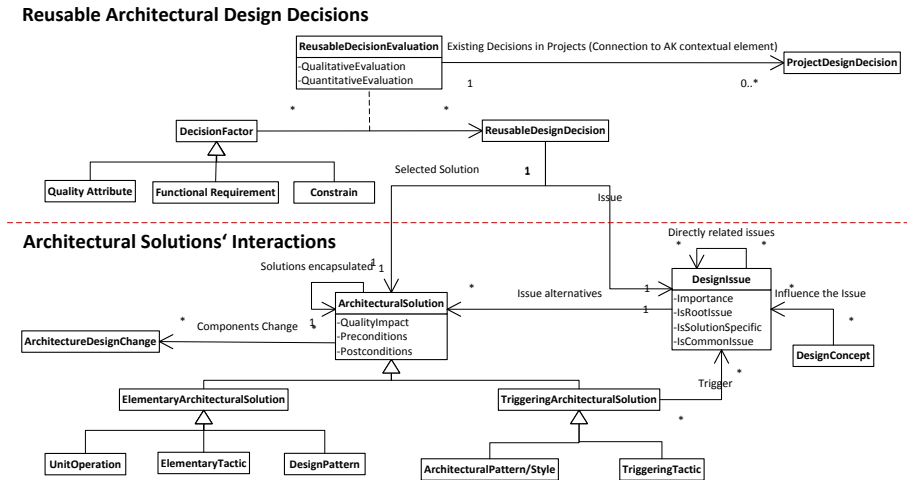 Reusable Architectural Design Decisions
ReusableDecisionEvaluation
-QualitativeEvaluation
-QuantitativeEvaluation
Existing Decisions in Projects (Connection to AK contextual element)
1
0..*
ProjectDesignDecision
*
*
DecisionFactor
ReusableDesignDecision
Quality Attribute
Functional Requirement
Constrain
Selected Solution
1
Issue
Architectural Solutions‘ Interactions
Directly related issues
*
*
Solutions encapsulated
1
1
1
ArchitecturalSolution
-QualityImpact
-Preconditions
-Postconditions
*
Issue alternatives
1
1
DesignIssue
-Importance
-IsRootIssue
-IsSolutionSpecific
-IsCommonIssue
*
Influence the Issue
*
DesignConcept
*
Components Change
1
*
ArchitectureDesignChange
Trigger
*
*
ElementaryArchitecturalSolution
TriggeringArchitecturalSolution
UnitOperation
ElementaryTactic
DesignPattern
ArchitecturalPattern/Style
TriggeringTactic